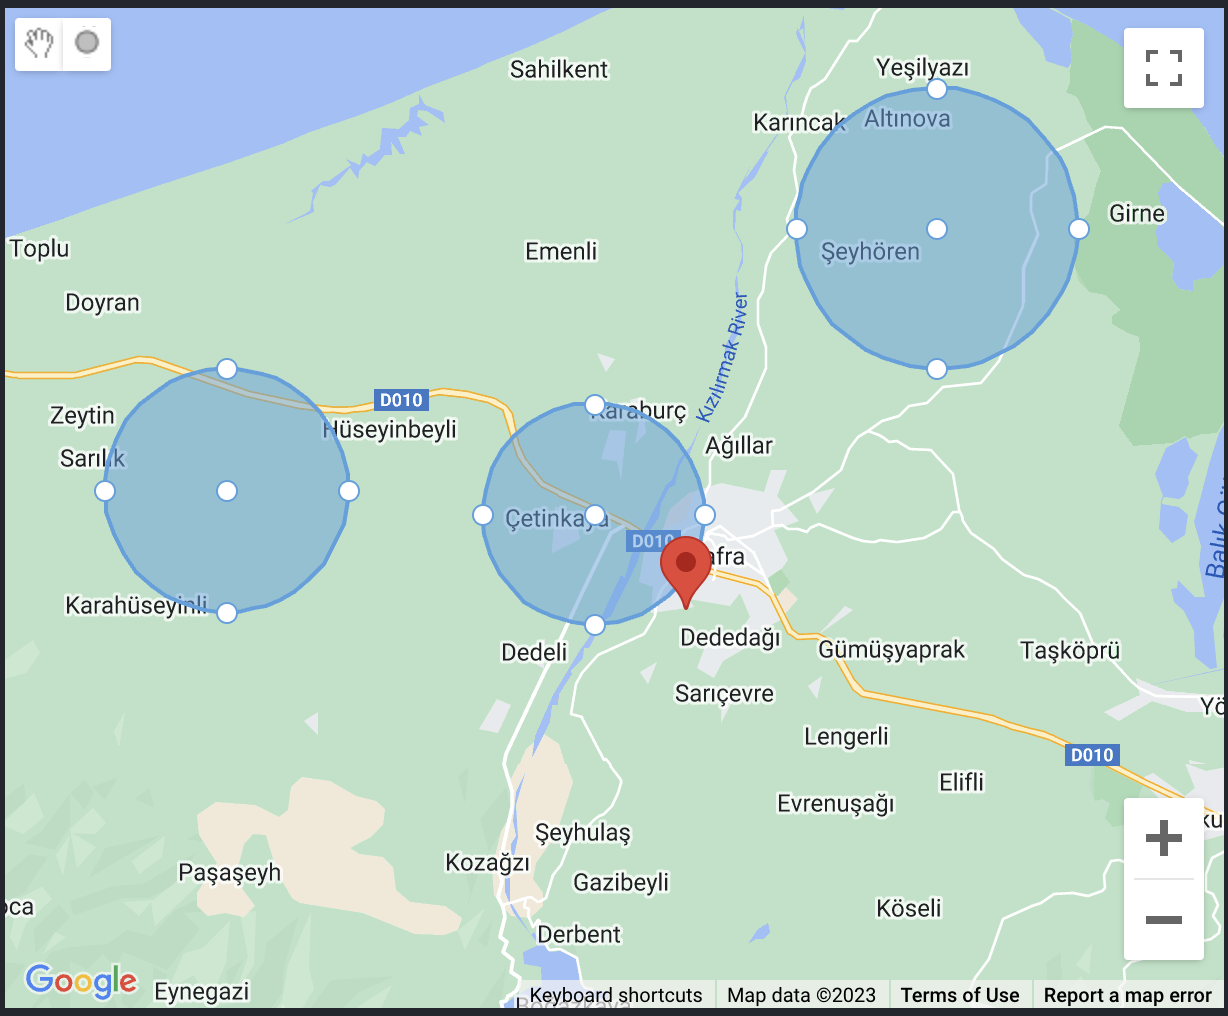 Sahilkent
Yeşilyazı
Karıncak
Altınova
Girne
Toplu
Emenli
Şeyhören
Doyran
Kızılırmak River
D010
Zeytin
Karaburç
Hüseyinbeyli
Ağıllar
Sarılık
Çetinkaya
D010
afra
Balık
Karahüseyinli
Dededağı
Dedeli
Gümüşyaprak
Taşköprü
Sarıçevre
Yö
Lengerli
D010
Elifli
Evrenuşağı
ku
Şeyhulaş
Kozağzı
Paşaşeyh
Gazibeyli
oca
Köseli
Derbent
Google
Eynegazi
Keyboard shortcuts
Map data ©2023
Terms of Use
Report a map error